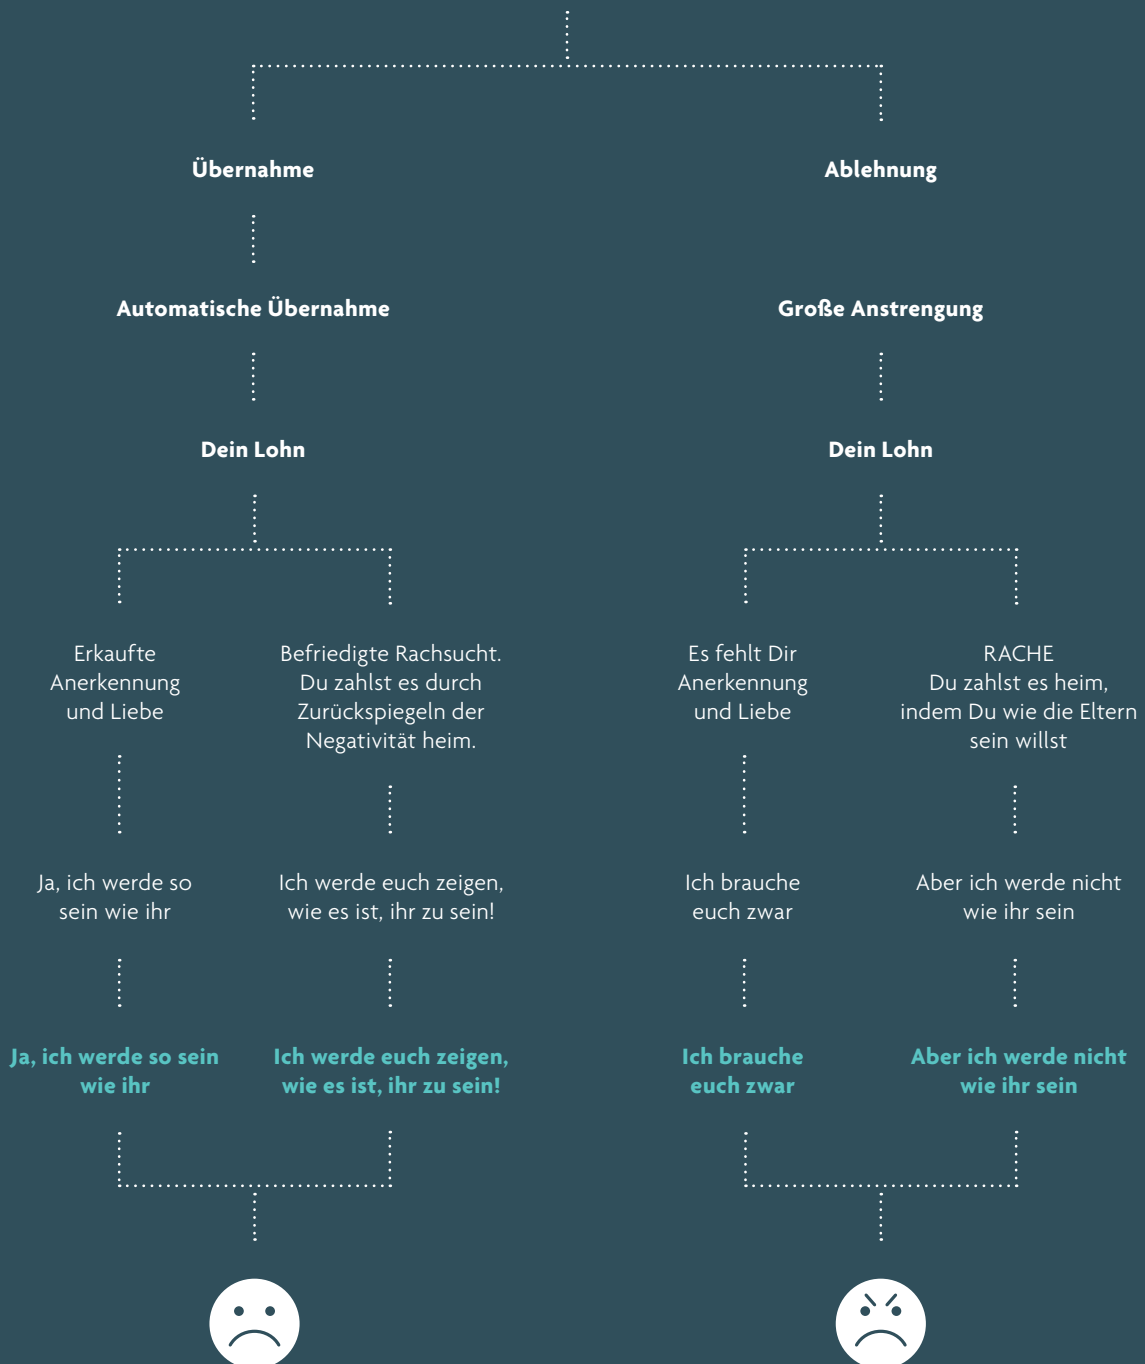 Übernahme
Ablehnung
Automatische Übernahme
Große Anstrengung
Dein Lohn
Dein Lohn
Erkaufte
Anerkennung
und Liebe
Befriedigte Rachsucht.
Du zahlst es durch
Zurückspiegeln der
Negativität heim.
Es fehlt Dir
Anerkennung
und Liebe
RACHE
Du zahlst es heim,
indem Du wie die Eltern
sein willst
Ja, ich werde so
sein wie ihr
Ich werde euch zeigen,
wie es ist, ihr zu sein!
Ich brauche
euch zwar
Aber ich werde nicht
wie ihr sein
Ja, ich werde so sein
wie ihr
Ich werde euch zeigen,
wie es ist, ihr zu sein!
Ich brauche
euch zwar
Aber ich werde nicht
wie ihr sein